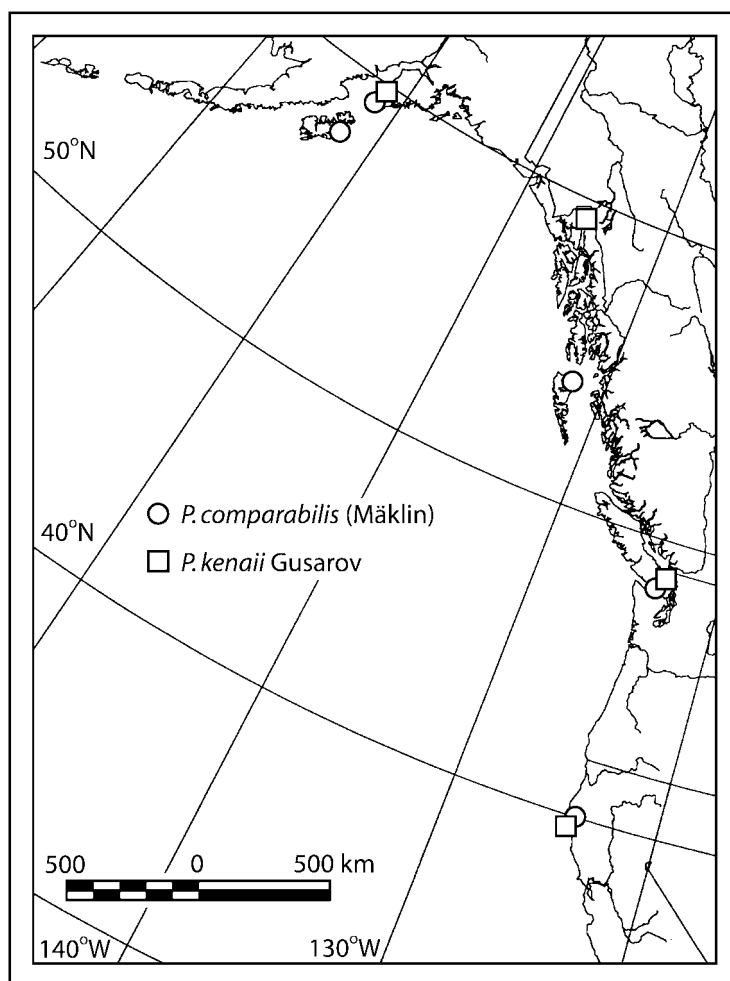 50°N
40°N
P. comparabilis (Mäklin)
P. kenaii Gusarov
500 0 500 km
140°W 130°W